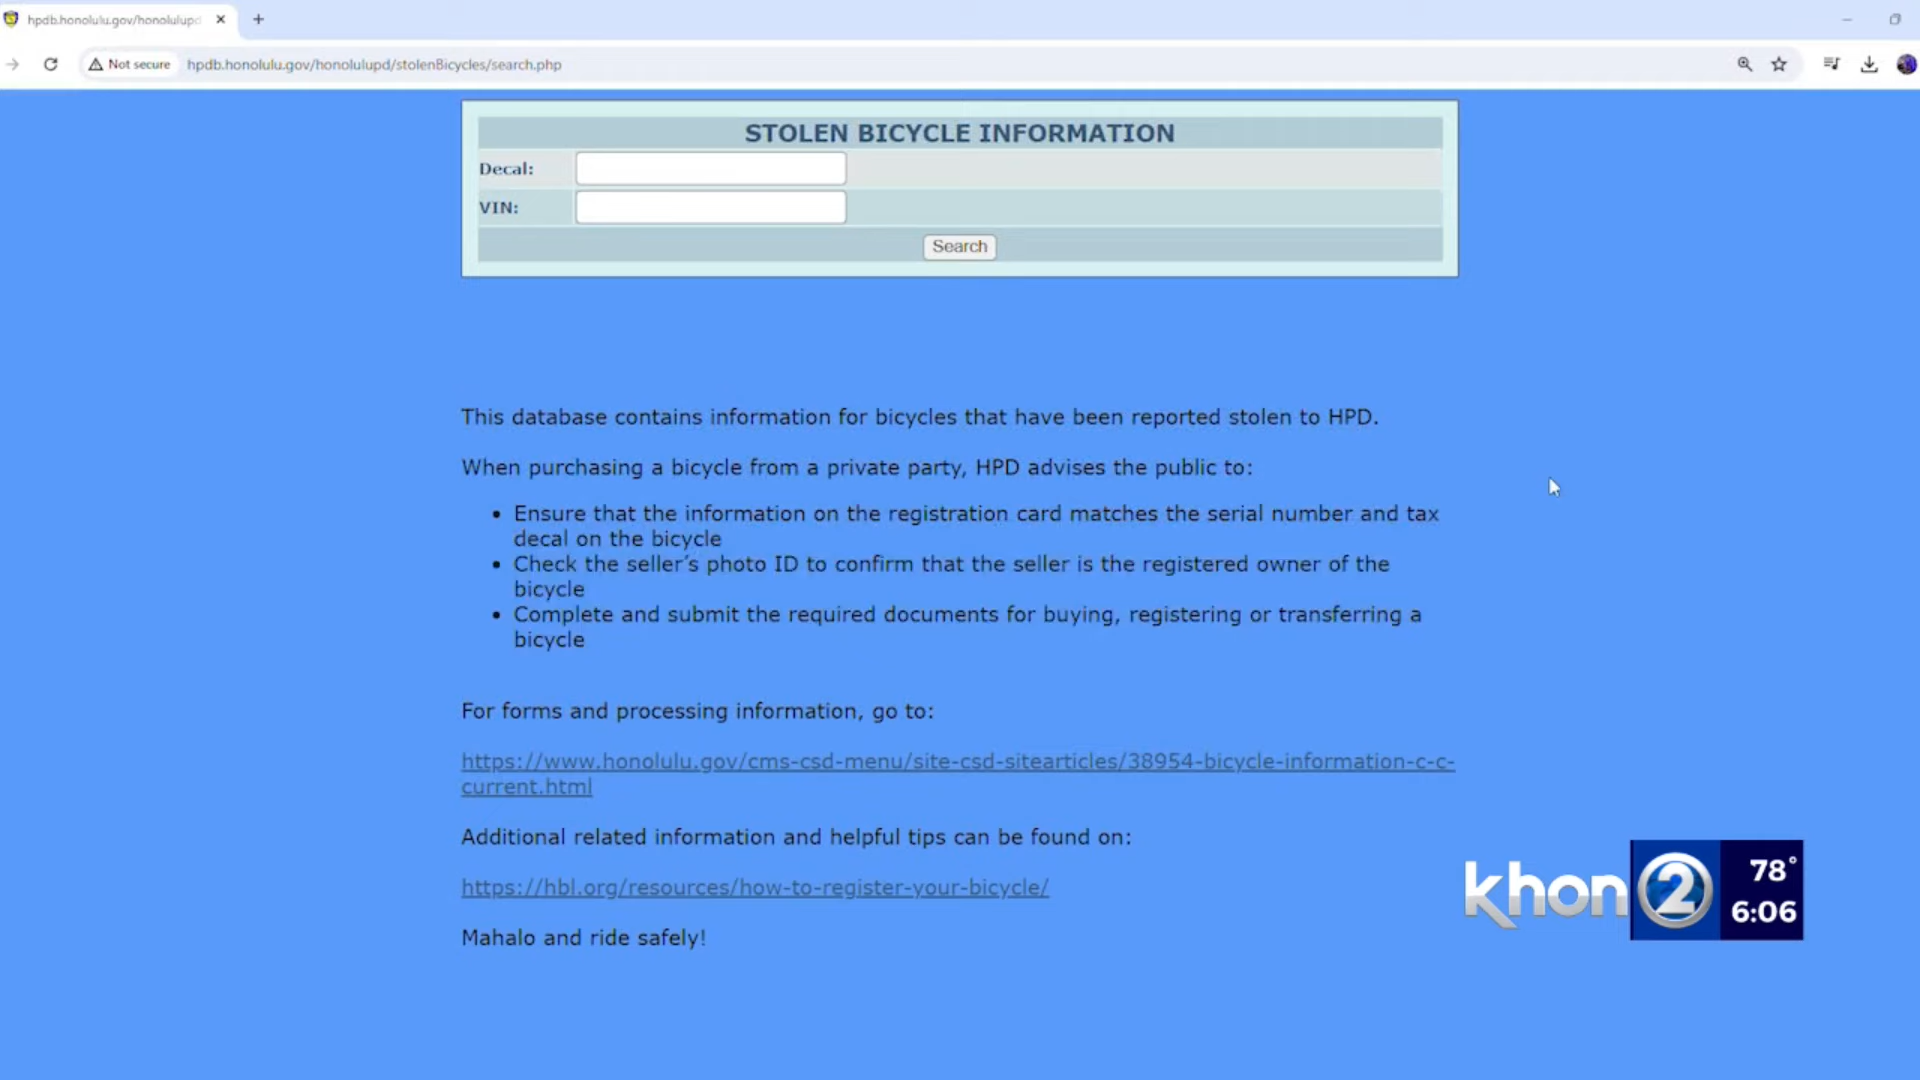 hpdb.honolulu.gov/honolulupd
Not secure
hpdb.honolulu.gov/honolulupd/stolenBicycles/search.php
STOLEN BICYCLE INFORMATION
Decal:
VIN:
Search
This database contains information for bicycles that have been reported stolen to HPD.
When purchasing a bicycle from a private party, HPD advises the public to:
• Ensure that the information on the registration card matches the serial number and tax
decal on the bicycle
• Check the seller’s photo ID to confirm that the seller is the registered owner of the
bicycle
• Complete and submit the required documents for buying, registering or transferring a
bicycle
For forms and processing information, go to:
https://www.honolulu.gov/cms-csd-menu/site-csd-sitearticles/38954-bicycle-information-c-c-
current.html
Additional related information and helpful tips can be found on:
https://hbl.org/resources/how-to-register-your-bicycle/
Mahalo and ride safely!
khon 2
78°
6:06